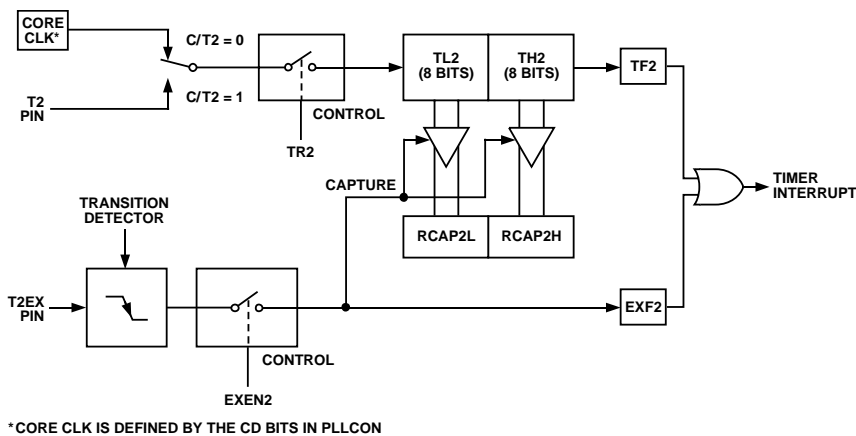 CORE
CLK*
C/T2 = 0
T2
PIN
C/T2 = 1
CONTROL
TR2
TL2
(8 BITS)
TH2
(8 BITS)
TF2
CAPTURE
RCAP2L
RCAP2H
TIMER
INTERRUPT
TRANSITION
DETECTOR
T2EX
PIN
CONTROL
EXEN2
EXF2
*CORE CLK IS DEFINED BY THE CD BITS IN PLLCON